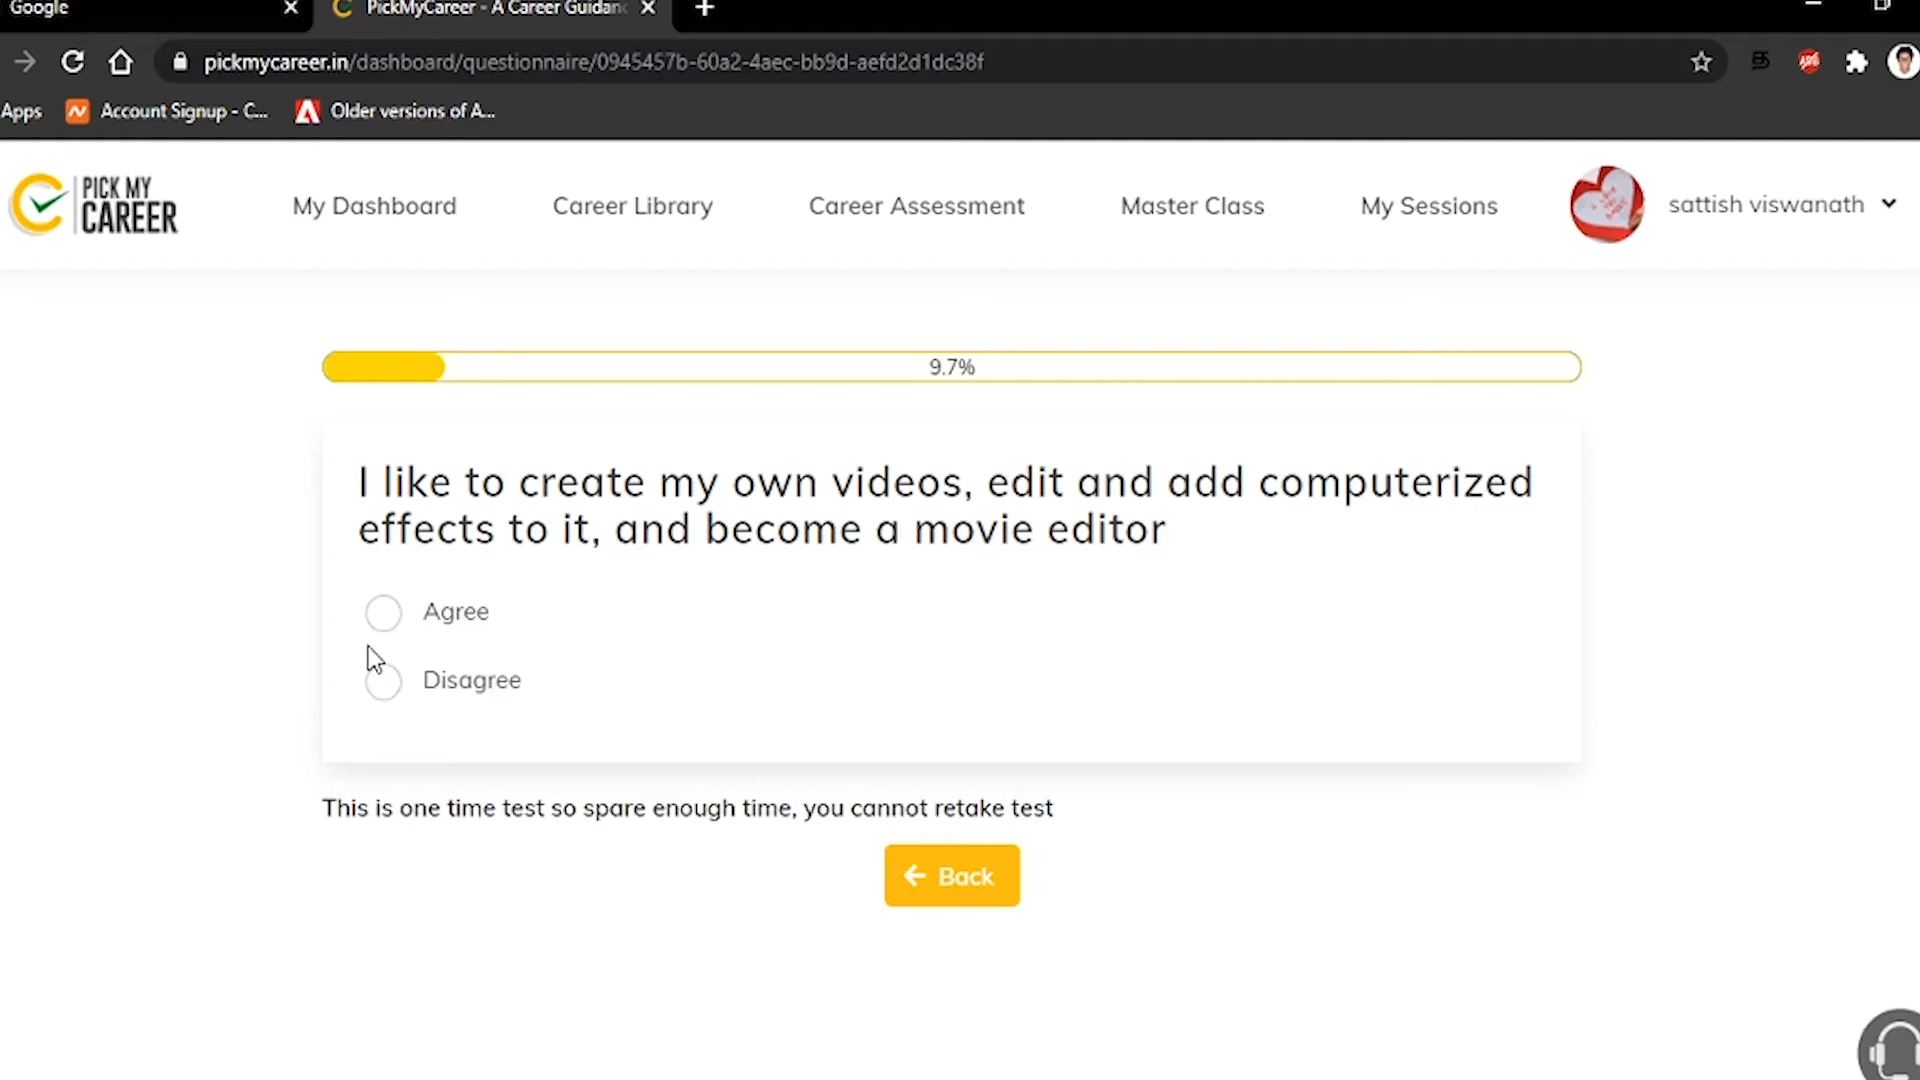 Google
PickMyCareer - A Career Guidanc
pickmycareer.in/dashboard/questionnaire/0945457b-60a2-4aec-bb9d-aefd2d1dc38f
Apps
Account Signup - C...
Older versions of A...
PICK MY
CAREER
My Dashboard
Career Library
Career Assessment
Master Class
My Sessions
sattish viswanath
9.7%
I like to create my own videos, edit and add computerized
effects to it, and become a movie editor
Agree
Disagree
This is one time test so spare enough time, you cannot retake test
Back